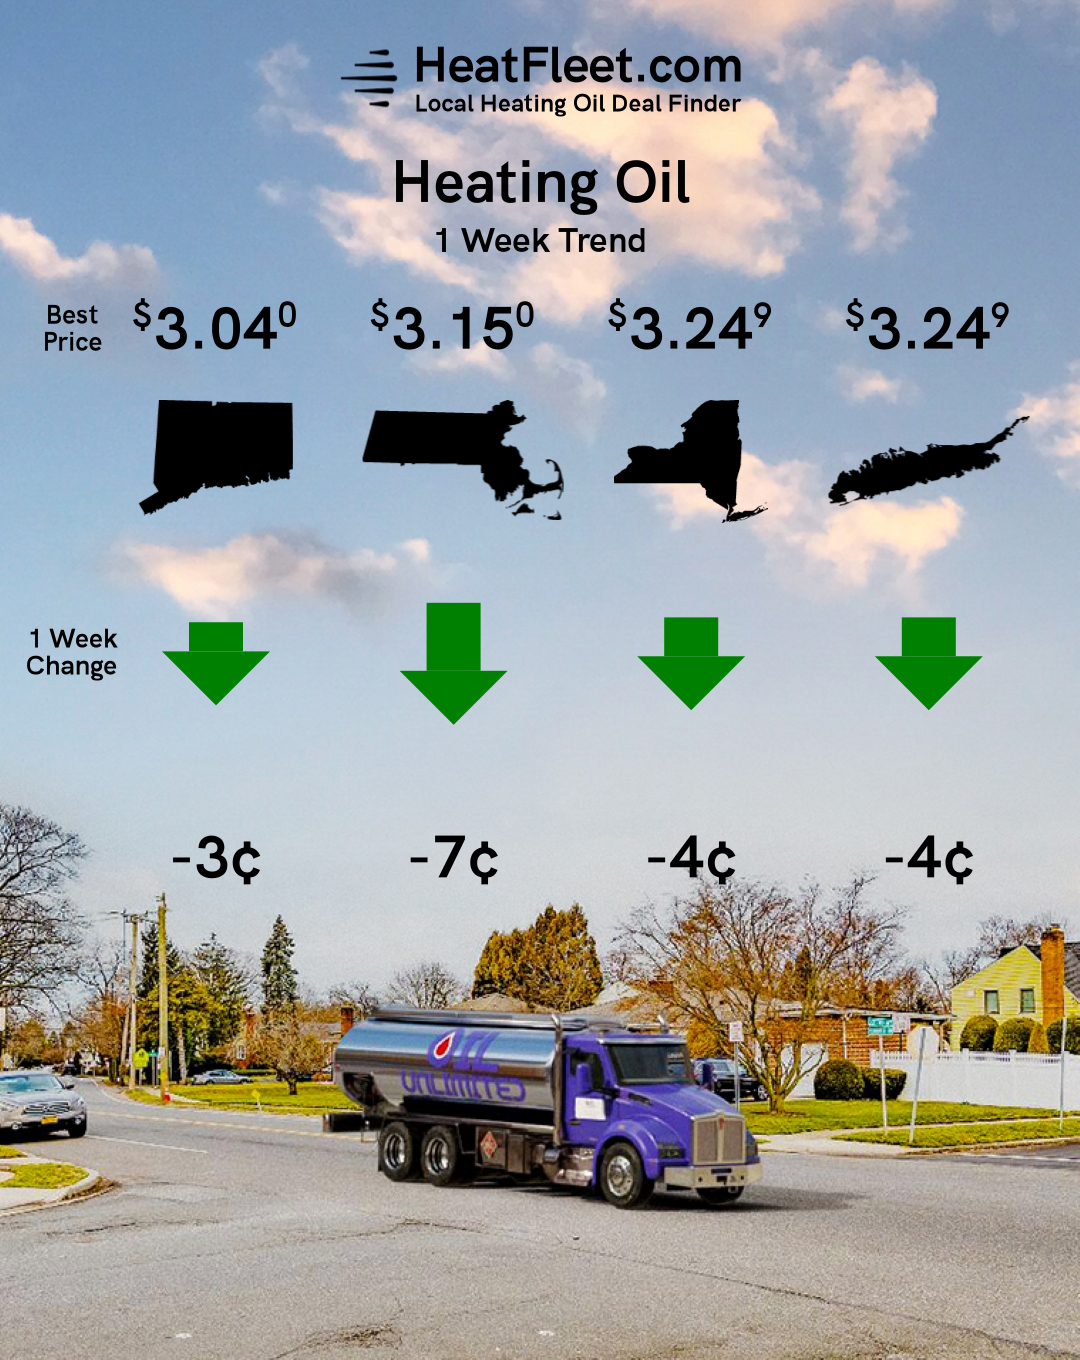 HeatFleet.com
Local Heating Oil Deal Finder
Heating Oil
1 Week Trend
Best
Price
$3.04⁰ $3.15⁰ $3.24⁹ $3.24⁹
1 Week
Change
-3¢ -7¢ -4¢ -4¢
OIL
UNLIMITED